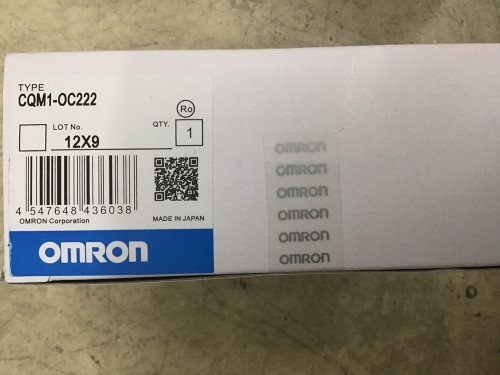 TYPE
CQM1-OC222
Ro
LOT No. 12X9
QTY. 1
4 547648 436038
OMRON Corporation
MADE IN JAPAN
OMRON
OMRON
OMRON
OMRON
OMRON
OMRON
OMRON